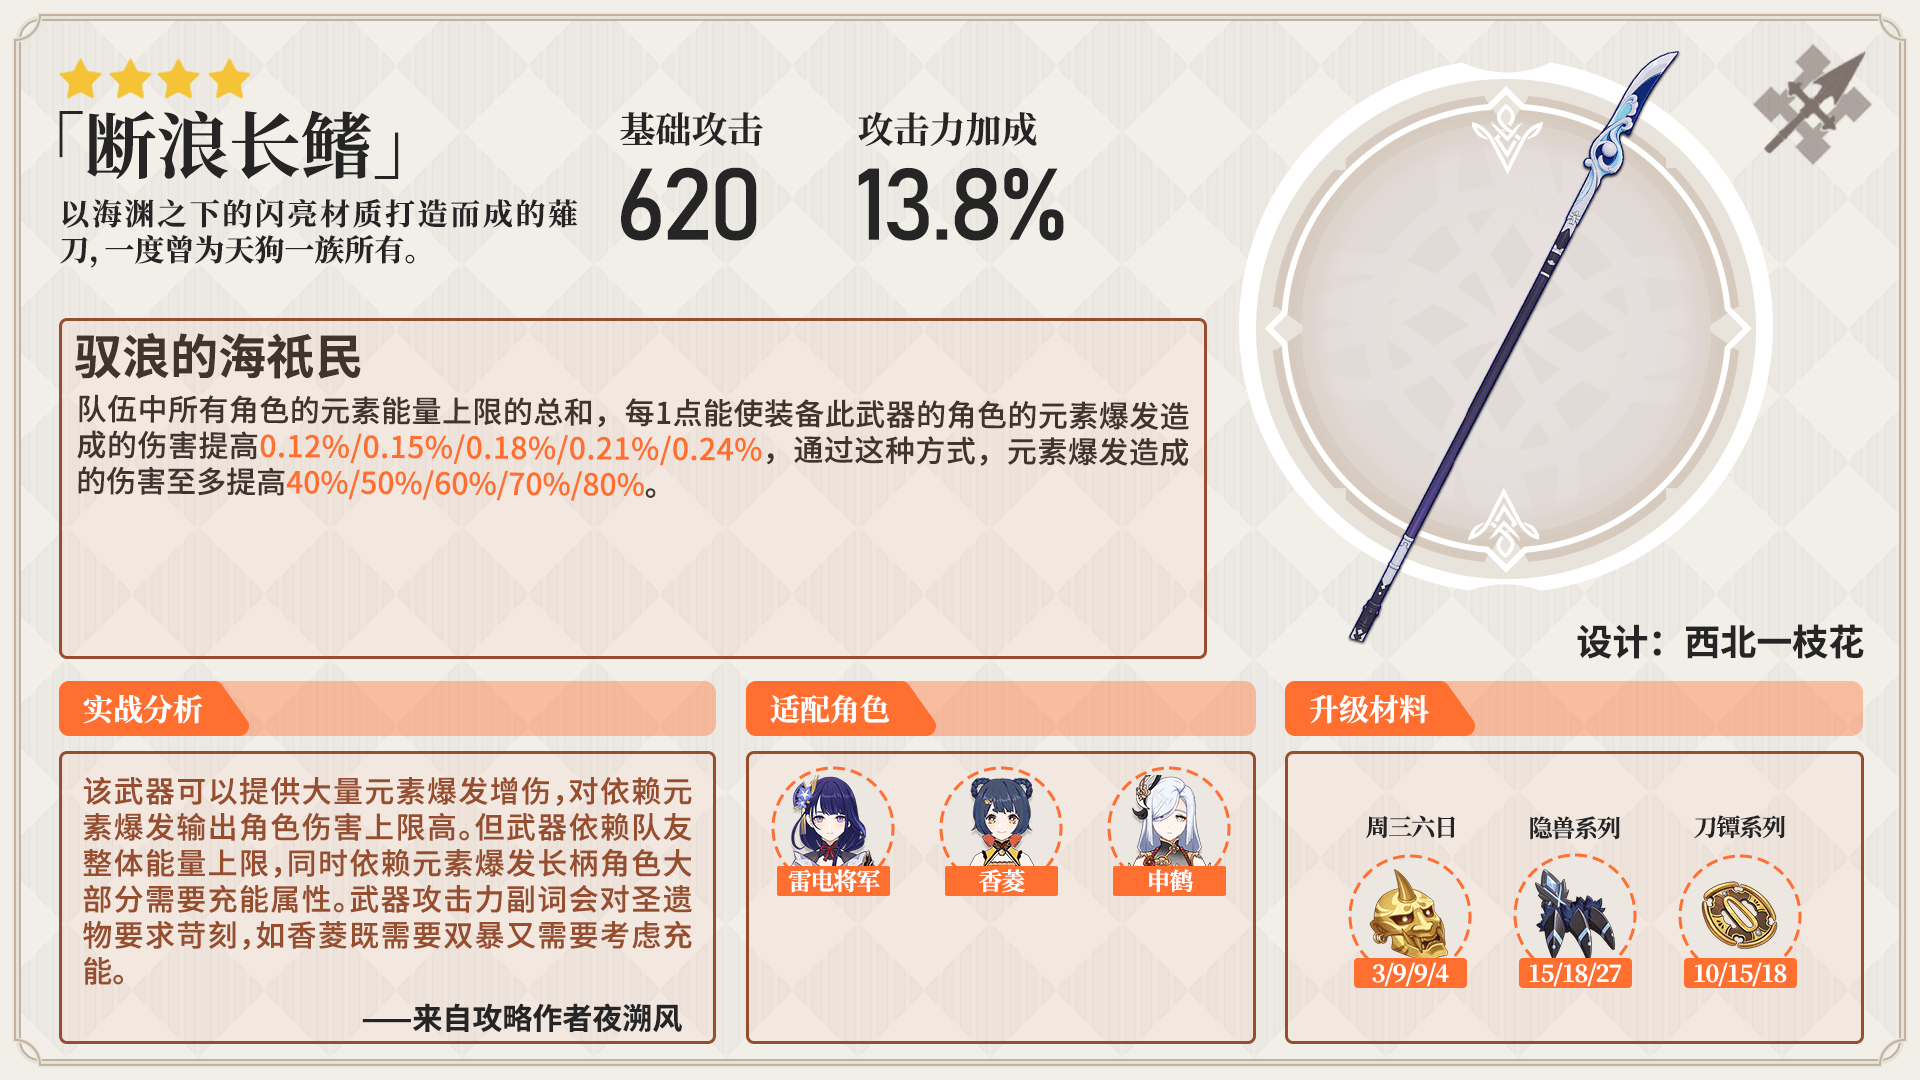 「断浪长鳍」
以海渊之下的闪亮材质打造而成的薙
刀，一度曾为天狗一族所有。
基础攻击
620
攻击力加成
13.8%
驭浪的海祇民
队伍中所有角色的元素能量上限的总和，每1点能使装备此武器的角色的元素爆发造
成的伤害提高0.12%/0.15%/0.18%/0.21%/0.24%，通过这种方式，元素爆发造成
的伤害至多提高40%/50%/60%/70%/80%。
设计：西北一枝花
实战分析
该武器可以提供大量元素爆发增伤，对依赖元
素爆发输出角色伤害上限高。但武器依赖队友
整体能量上限，同时依赖元素爆发长柄角色大
部分需要充能属性。武器攻击力副词会对圣遗
物要求苛刻，如香菱既需要双暴又需要考虑充
能。
——来自攻略作者夜溯风
适配角色
雷电将军
香菱
申鹤
升级材料
周三六日
隐兽系列
刀镡系列
3/9/9/4
15/18/27
10/15/18